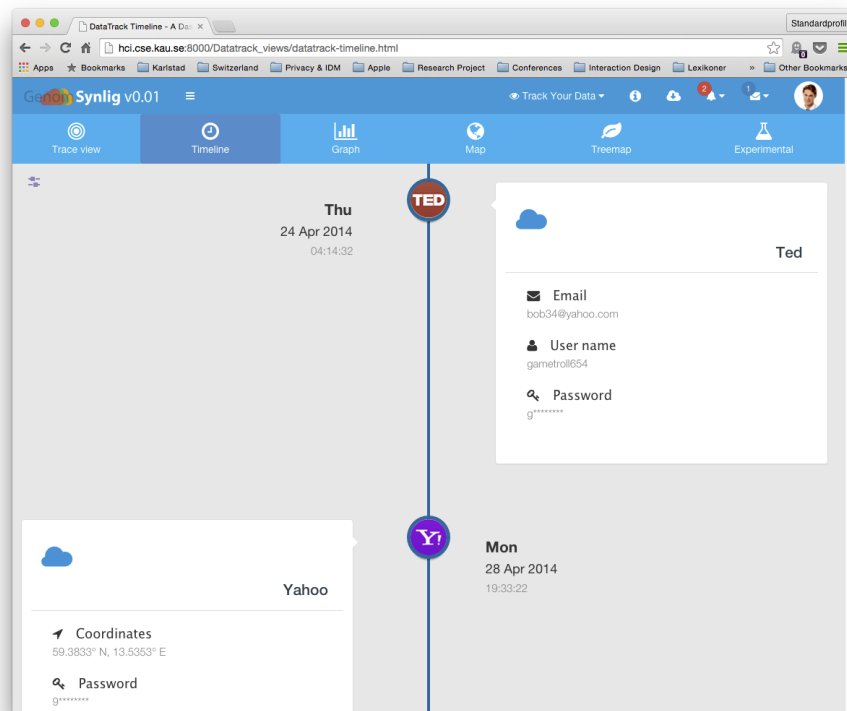 DataTrack Timeline - A Da
Standardprofil
hci.cse.kau.se:8000/Datatrack_views/datatrack-timeline.html
0
Apps Bookmarks Karlstad Switzerland Privacy & IDM Apple Research Project Conferences Interaction Design Lexikoner » Other Bookmarks
Genom Synlig v0.01 Track Your Data 2 1
Trace view Timeline Graph Map Treemap Experimental
TED
Thu
24 Apr 2014
04:14:32
Ted
Email
bob34@yahoo.com
User name
gametroll654
Password
g********
Y!
Mon
28 Apr 2014
19:33:22
Yahoo
Coordinates
59.3833° N, 13.5353° E
Password
g********